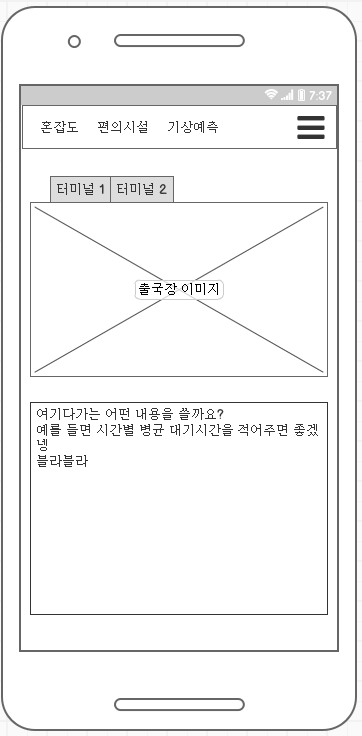 7:37
혼잡도 편의시설 기상예측
터미널 1 터미널 2
출국장 이미지
여기다가는 어떤 내용을 쓸까요?
예를 들면 시간별 병균 대기시간을 적어주면 좋겠
넹
블라블라